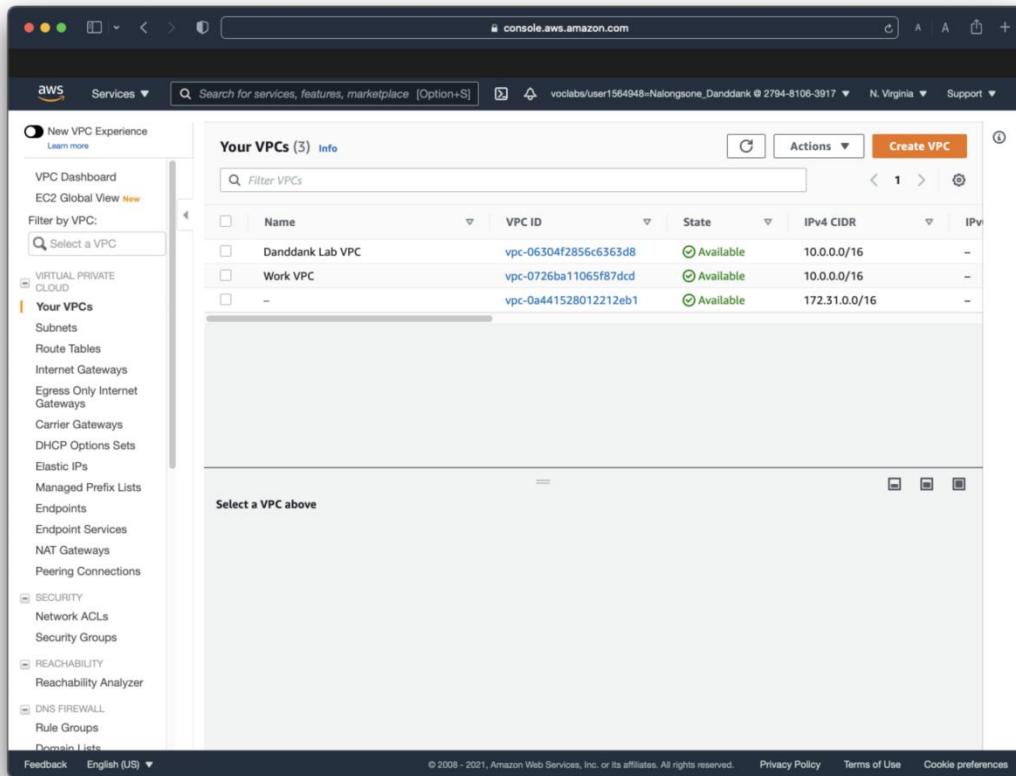 console.aws.amazon.com
A A
aws Services Search for services, features, marketplace [Option+S] voclabs/user1564948=Nalongsone_Danddank @ 2794-8106-3917 N. Virginia Support
New VPC Experience
Learn more
VPC Dashboard
EC2 Global View New
Filter by VPC:
Select a VPC
VIRTUAL PRIVATE
CLOUD
Your VPCs
Subnets
Route Tables
Internet Gateways
Egress Only Internet
Gateways
Carrier Gateways
DHCP Options Sets
Elastic IPs
Managed Prefix Lists
Endpoints
Endpoint Services
NAT Gateways
Peering Connections
SECURITY
Network ACLs
Security Groups
REACHABILITY
Reachability Analyzer
DNS FIREWALL
Rule Groups
Domain Lists
Your VPCs (3) Info Actions Create VPC
Filter VPCs 1
Name VPC ID State IPv4 CIDR IPv
Danddank Lab VPC vpc-06304f2856c6363d8 Available 10.0.0.0/16 –
Work VPC vpc-0726ba11065f87dcd Available 10.0.0.0/16 –
– vpc-0a441528012212eb1 Available 172.31.0.0/16 –
Select a VPC above
Feedback English (US) © 2008 - 2021, Amazon Web Services, Inc. or its affiliates. All rights reserved. Privacy Policy Terms of Use Cookie preferences